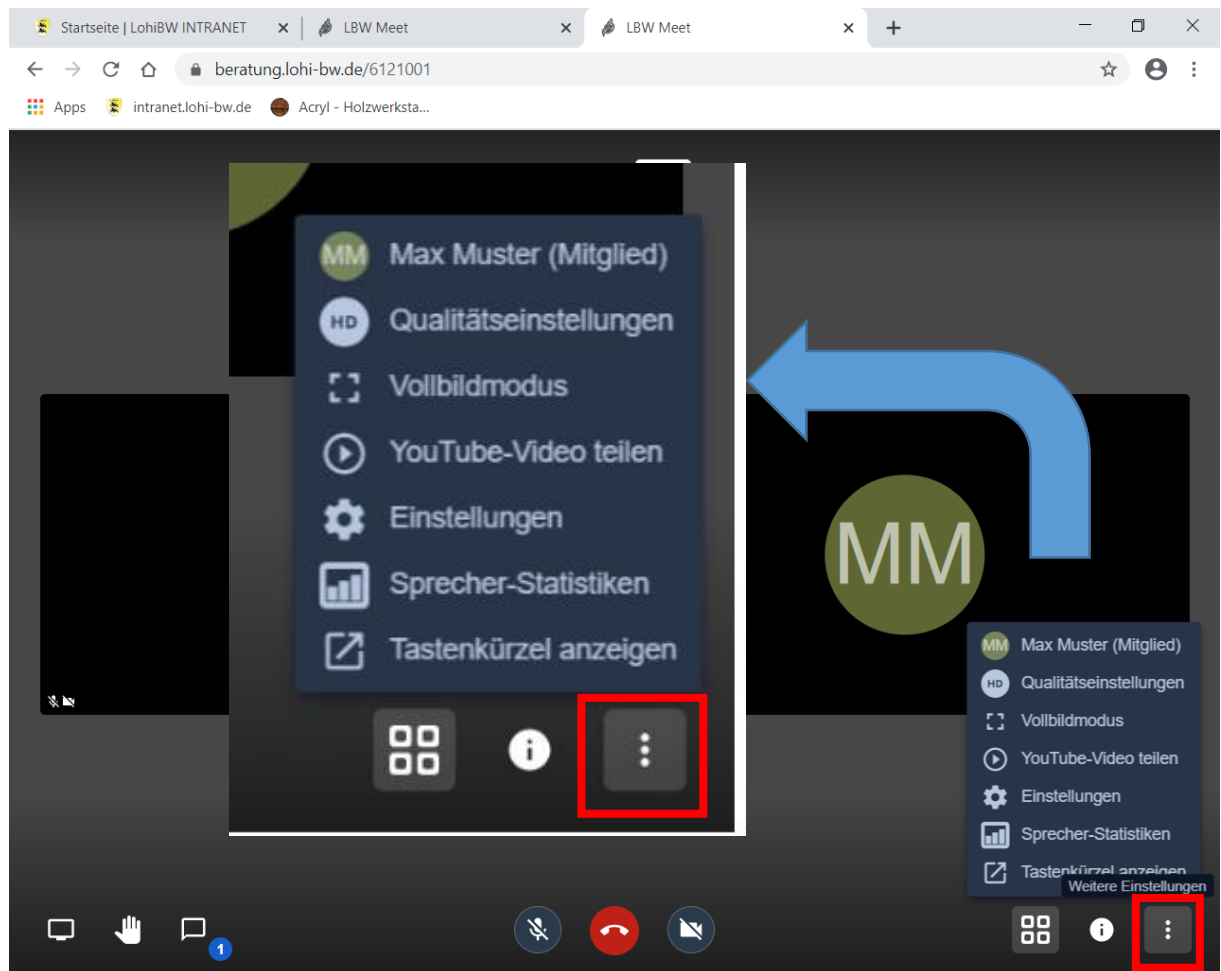 Startseite | LohiBW INTRANET
LBW Meet
LBW Meet
beratung.lohi-bw.de/6121001
Apps
intranet.lohi-bw.de
Acryl - Holzwerksta...
MM Max Muster (Mitglied)
HD Qualitätseinstellungen
Vollbildmodus
YouTube-Video teilen
Einstellungen
Sprecher-Statistiken
Tastenkürzel anzeigen
MM
MM Max Muster (Mitglied)
HD Qualitätseinstellungen
Vollbildmodus
YouTube-Video teilen
Einstellungen
Sprecher-Statistiken
Tastenkürzel anzeigen
Weitere Einstellungen
1